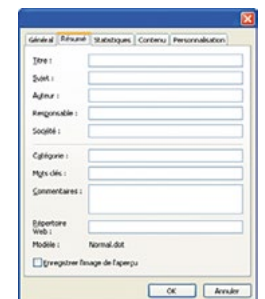 Général Résumé Statistiques Contenu Personnalisation
Titre :
Sujet :
Auteur :
Responsable :
Société :
Catégorie :
Mots clés :
Commentaires :
Répertoire
Web :
Modèle : Normal.dot
Enregistrer l'image de l'aperçu
OK Annuler